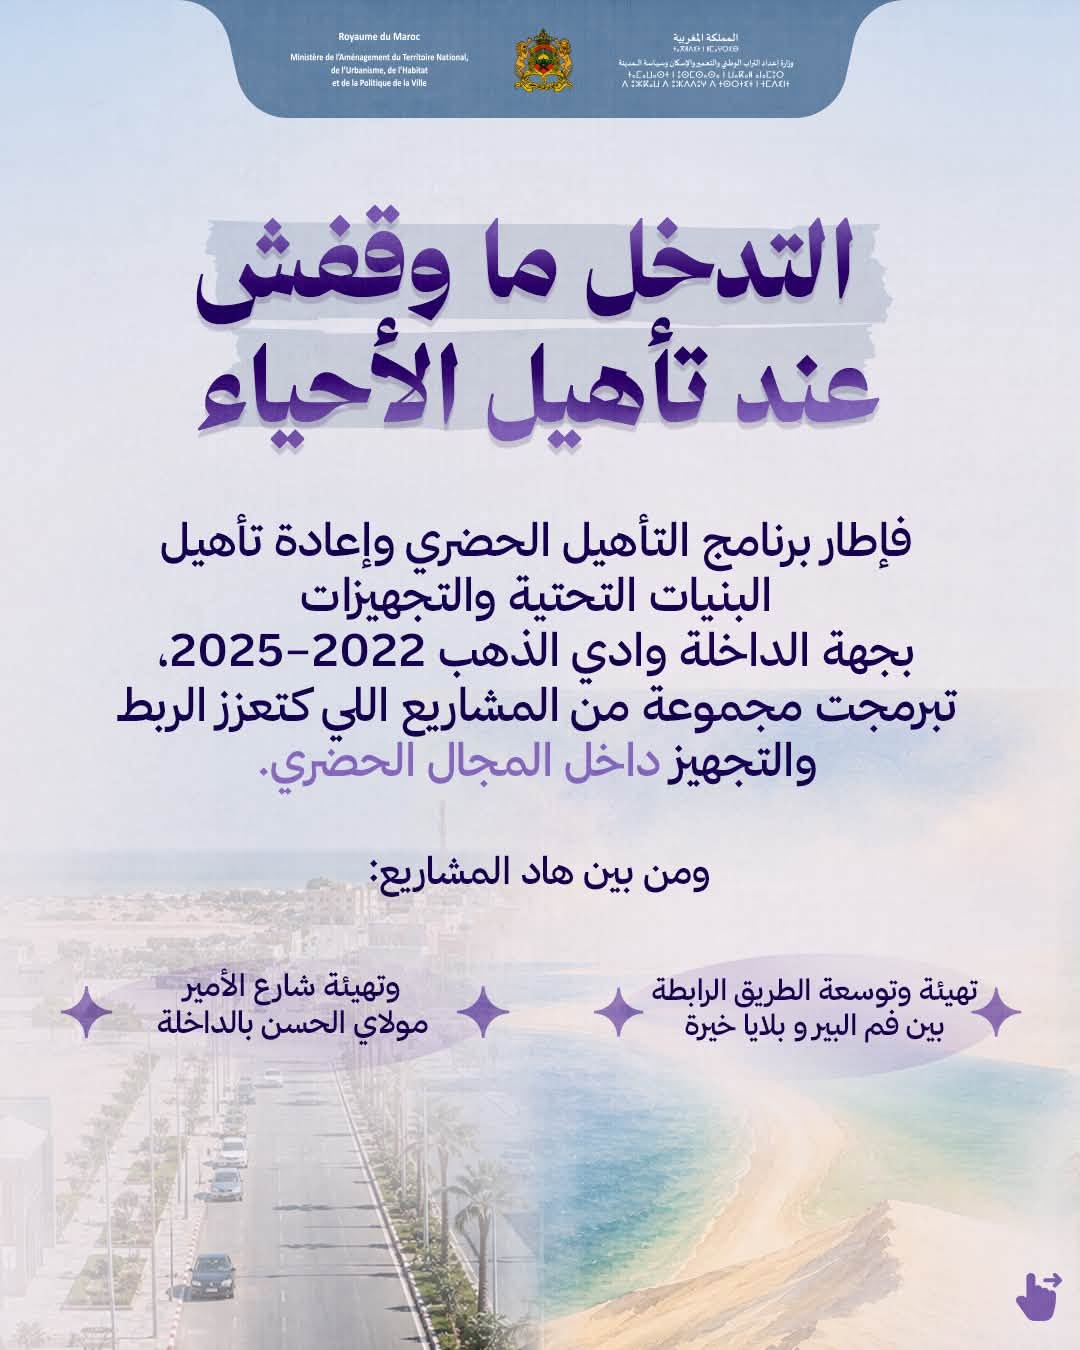 Royaume du Maroc
Ministère de l'Aménagement du Territoire National,
de l'Urbanisme, de l'Habitat
et de la Politique de la Ville
المملكة المغربية
ⵜⴰⴳⵍⴷⵉⵜ ⵏ ⵍⵎⵖⵔⵉⴱ
وزارة إعداد التراب الوطني والتعمير والإسكان وسياسة المدينة
التدخل ما وقفش
عند تأهيل الأحياء
فإطار برنامج التأهيل الحضري وإعادة تأهيل
البنيات التحتية والتجهيزات
بجهة الداخلة وادي الذهب 2022–2025،
تبرمجت مجموعة من المشاريع اللي كتعزز الربط
والتجهيز داخل المجال الحضري.
ومن بين هاد المشاريع:
تهيئة وتوسعة الطريق الرابطة
بين فم البير و بلايا خيرة
وتهيئة شارع الأمير
مولاي الحسن بالداخلة